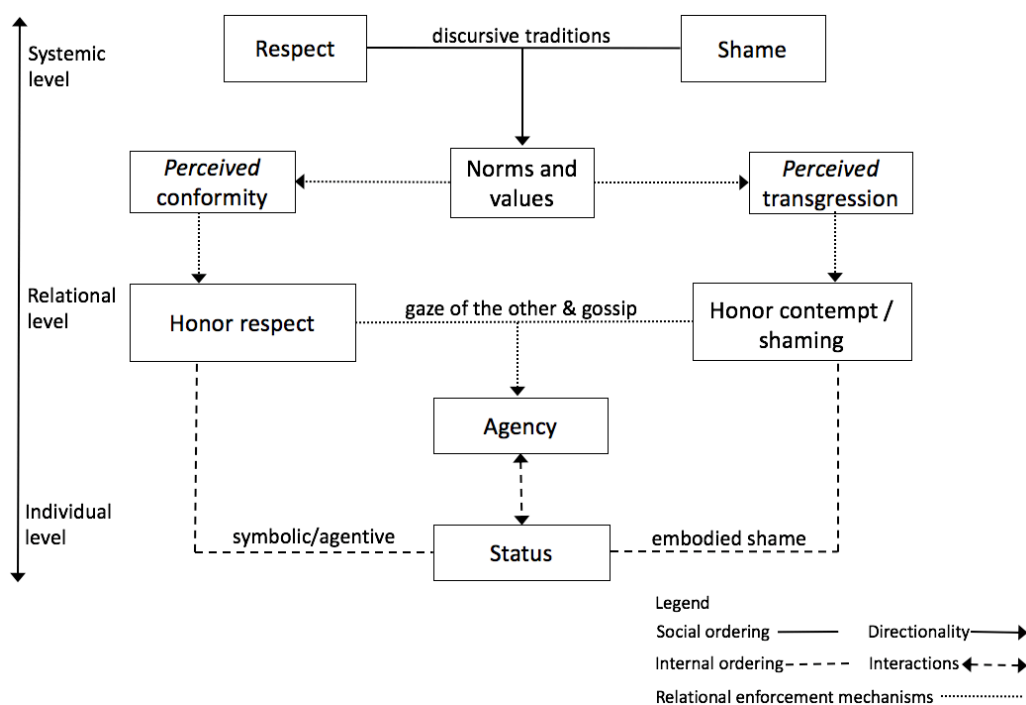 Systemic
level
Respect
discursive traditions
Shame
Perceived
conformity
Norms and
values
Perceived
transgression
Relational
level
Honor respect
gaze of the other & gossip
Honor contempt /
shaming
Agency
Individual
level
symbolic/agentive
Status
embodied shame
Legend
Social ordering
Directionality
Internal ordering
Interactions
Relational enforcement mechanisms